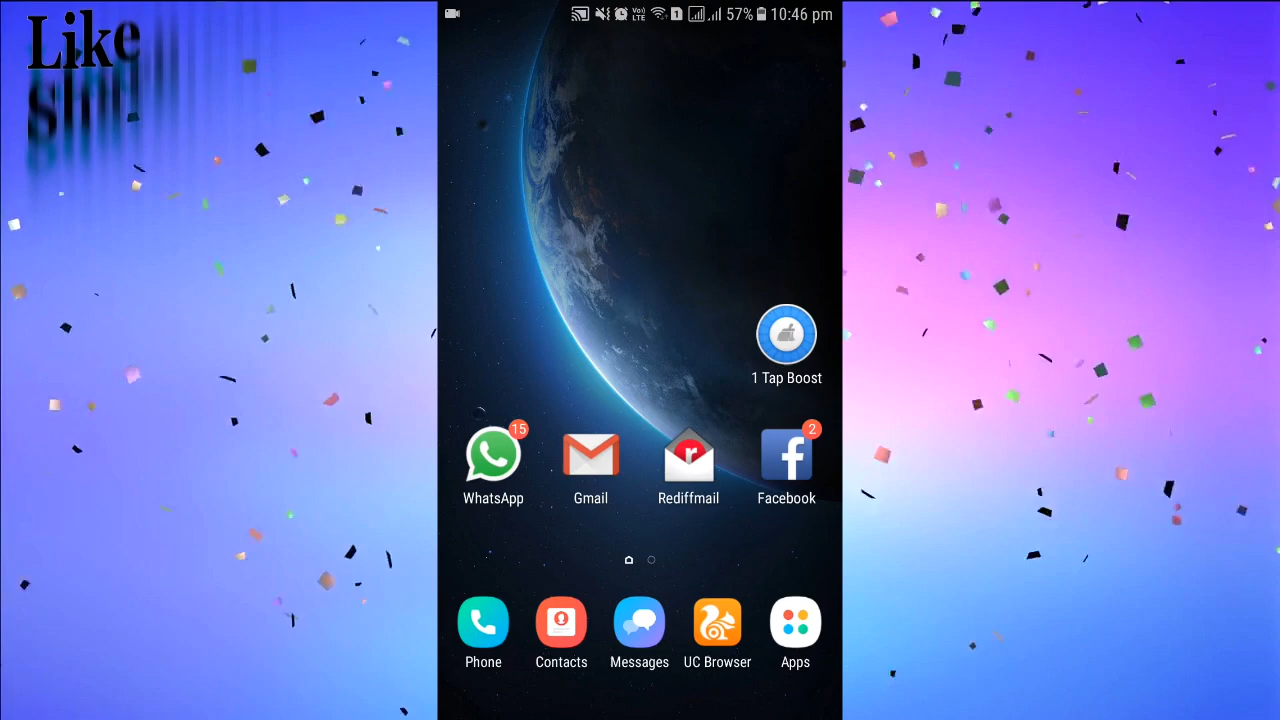 Like
57% 10:46 pm
1 Tap Boost
15
2
WhatsApp
Gmail
Rediffmail
Facebook
Phone
Contacts
Messages
UC Browser
Apps